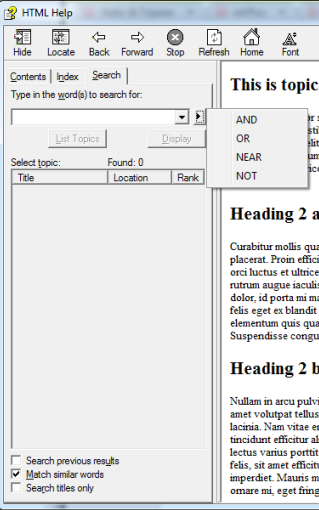 HTML Help
Hide Locate Back Forward Stop Refresh Home Font
Contents Index Search
Type in the word(s) to search for:
List Topics Display
Select topic: Found: 0
Title Location Rank
Search previous results
Match similar words
Search titles only
AND
OR
NEAR
NOT
This is topic
Heading 2 a
Curabitur mollis qua
placerat. Proin effici
orci luctus et ultrice
rutrum augue iaculis
dolor, id porta mi ma
felis eget ex blandit
elementum quis qua
Suspendisse congu
Heading 2 b
Nullam in arcu pulvi
amet volutpat tellus
lacinia. Nam vitae er
tincidunt efficitur al
lectus varius porttit
felis, sit amet efficitu
imperdiet. Mauris m
ornare mi, eget fring